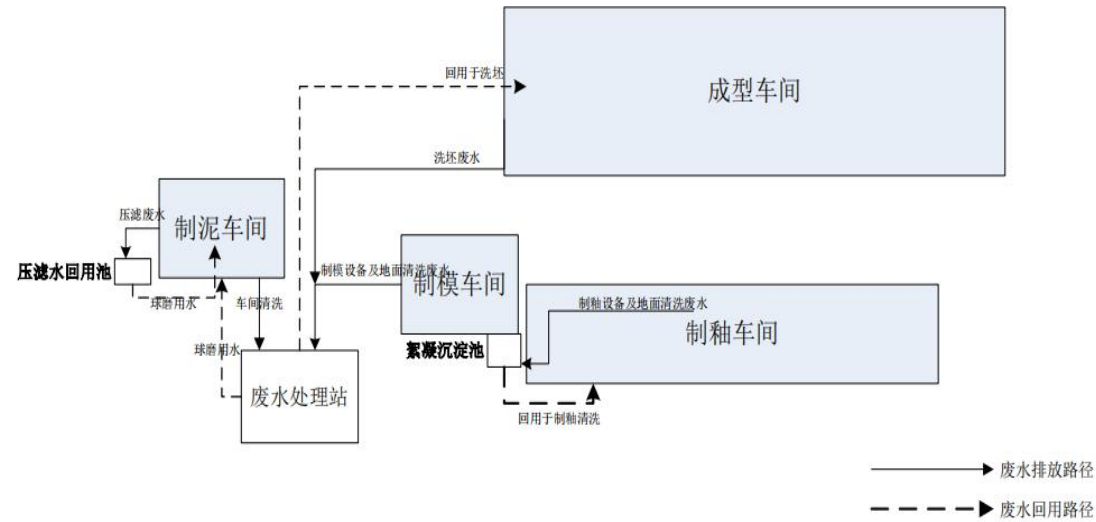 回用于洗坯
成型车间
洗坯废水
压滤废水
制泥车间
压滤水回用池
球磨用水
车间清洗
制模设备及地面清洗废水
制模车间
制釉设备及地面清洗废水
制釉车间
球磨用水
絮凝沉淀池
废水处理站
回用于制釉清洗
废水排放路径
废水回用路径